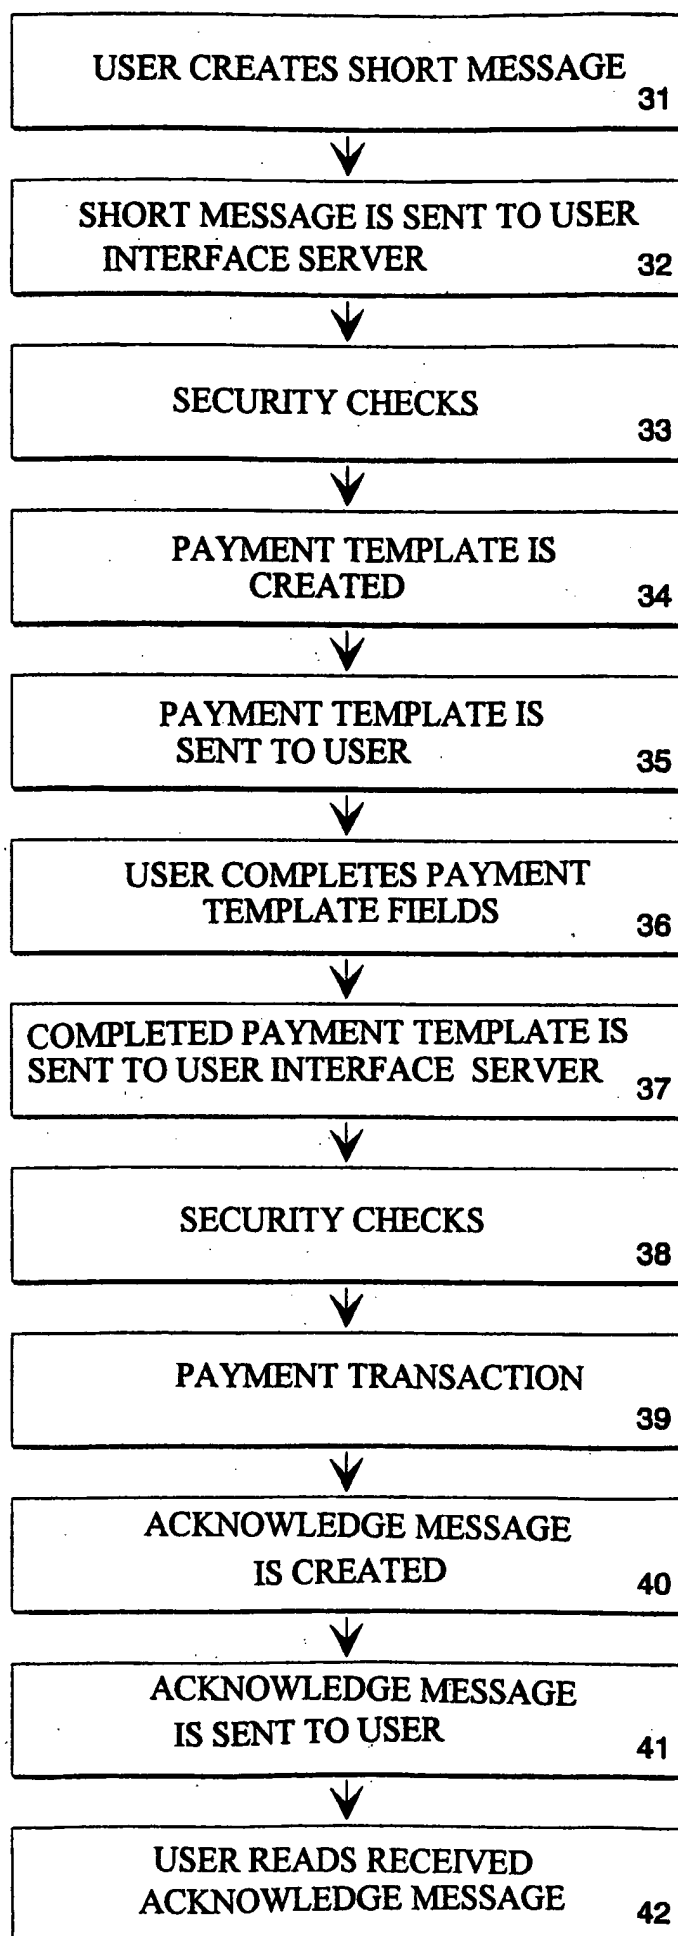 USER CREATES SHORT MESSAGE
31
SHORT MESSAGE IS SENT TO USER
INTERFACE SERVER 32
SECURITY CHECKS
33
PAYMENT TEMPLATE IS
CREATED 34
PAYMENT TEMPLATE IS
SENT TO USER 35
USER COMPLETES PAYMENT
TEMPLATE FIELDS 36
COMPLETED PAYMENT TEMPLATE IS
SENT TO USER INTERFACE SERVER 37
SECURITY CHECKS
38
PAYMENT TRANSACTION
39
ACKNOWLEDGE MESSAGE
IS CREATED 40
ACKNOWLEDGE MESSAGE
IS SENT TO USER 41
USER READS RECEIVED
ACKNOWLEDGE MESSAGE 42